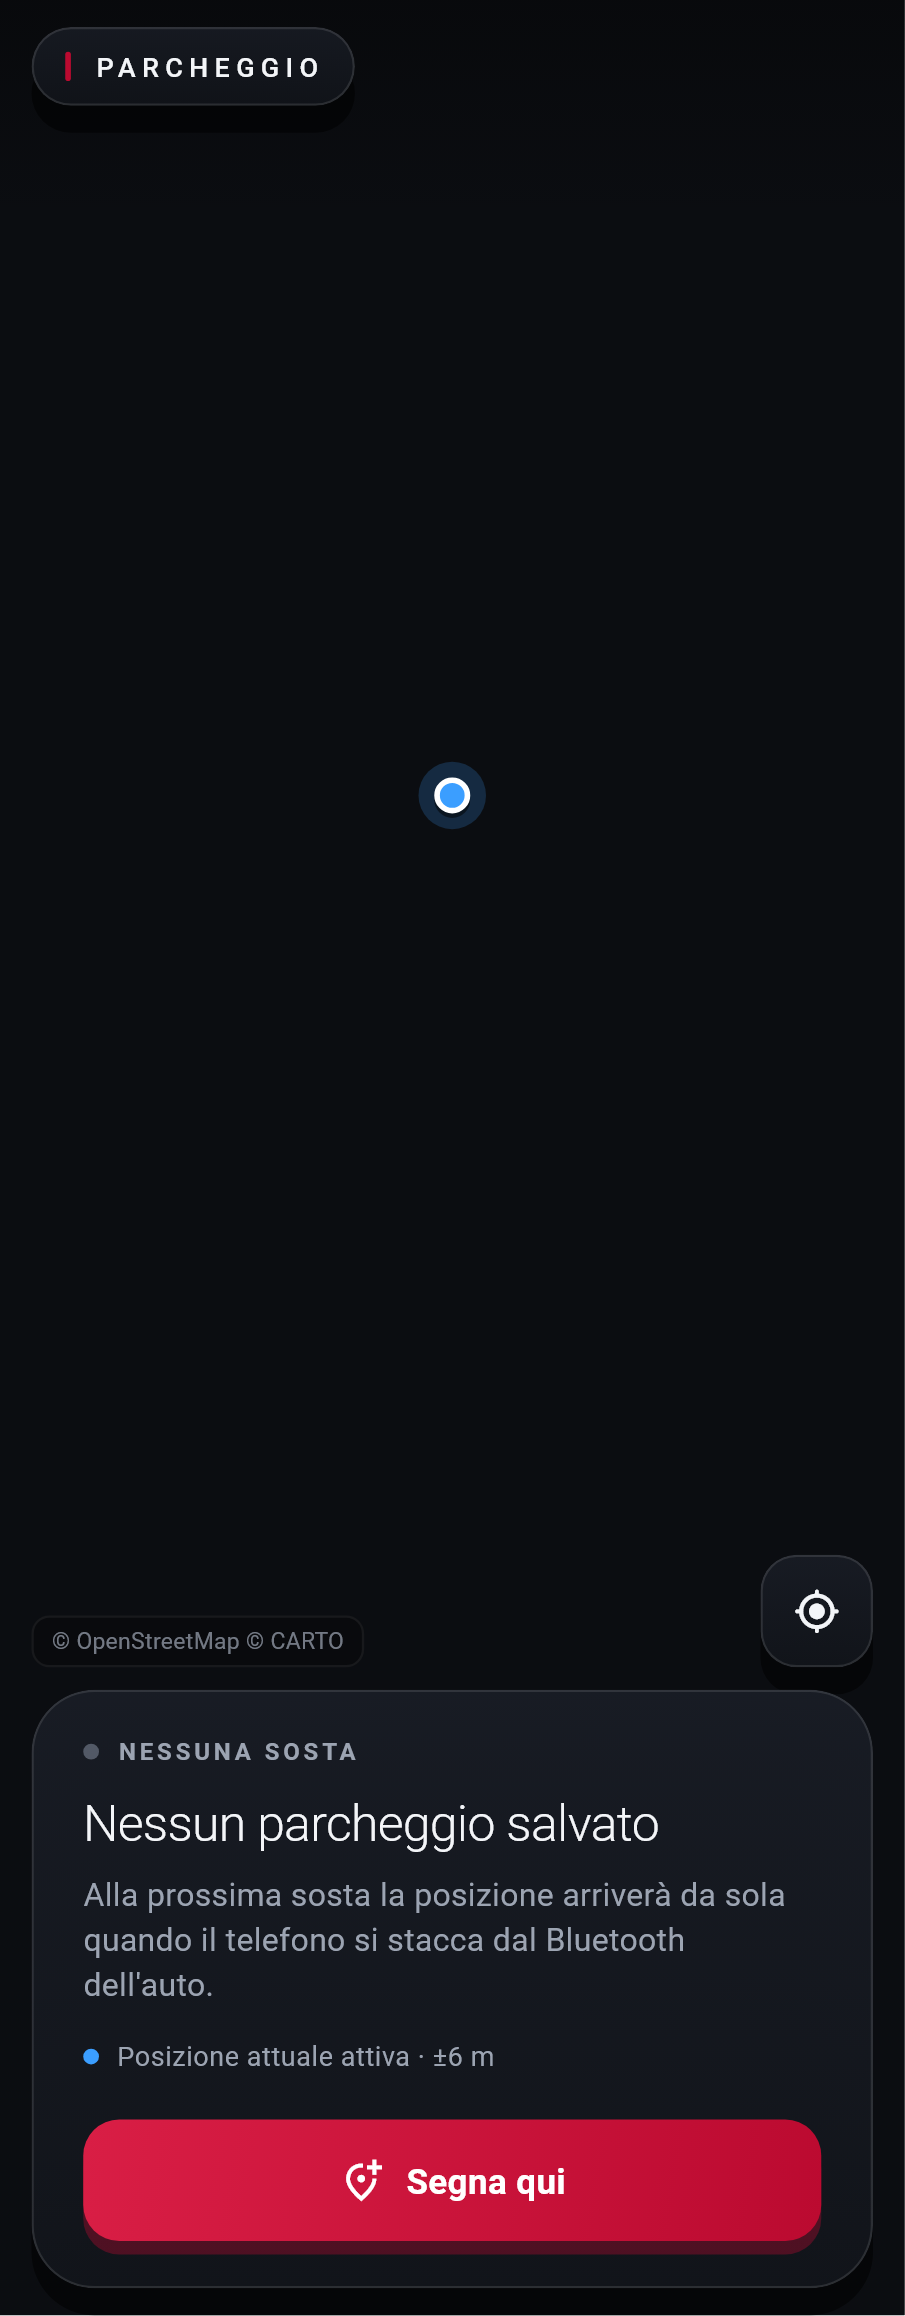 PARCHEGGIO
© OpenStreetMap © CARTO
NESSUNA SOSTA
Nessun parcheggio salvato
Alla prossima sosta la posizione arriverà da sola
quando il telefono si stacca dal Bluetooth
dell'auto.
Posizione attuale attiva · ±6 m
Segna qui